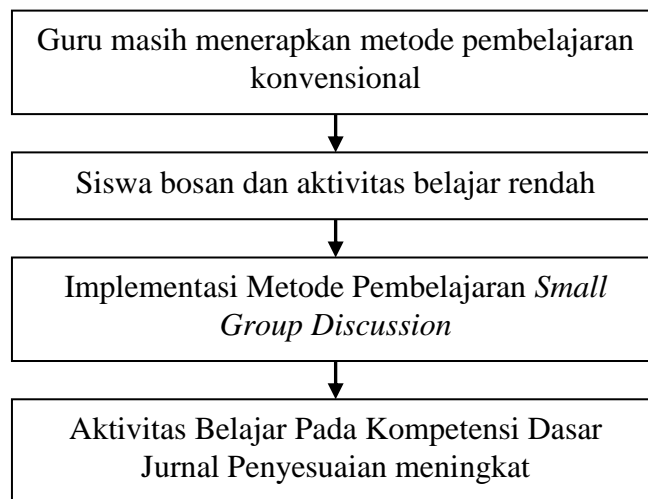 Guru masih menerapkan metode pembelajaran
konvensional
Siswa bosan dan aktivitas belajar rendah
Implementasi Metode Pembelajaran Small
Group Discussion
Aktivitas Belajar Pada Kompetensi Dasar
Jurnal Penyesuaian meningkat